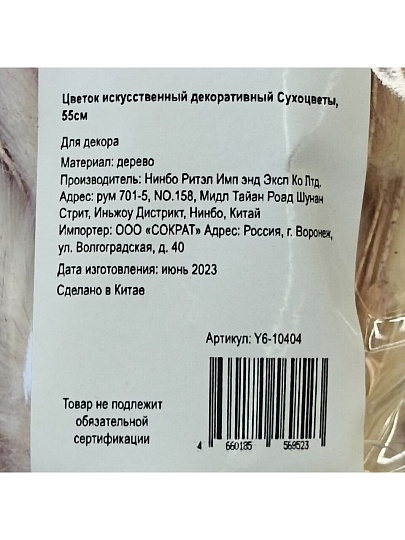 Цветок искусственный декоративный Сухоцветы,
55см
Для декора
Материал: дерево
Производитель: Нинбо Ритэл Имп энд Эксп Ко Лтд.
Адрес: рум 701-5, NO.158, Мидл Тайан Роад Шунан
Стрит, Иньжоу Дистрикт, Нинбо, Китай
Импортер: ООО «СОКРАТ» Адрес: Россия, г. Воронеж,
ул. Волгоградская, д. 40
Дата изготовления: июнь 2023
Сделано в Китае
Артикул: Y6-10404
Товар не подлежит
обязательной
сертификации
4 660185 568523